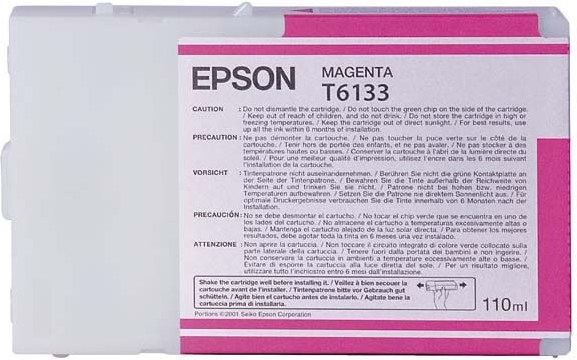 EPSON
MAGENTA
T6133
CAUTION : Do not dismantle the cartridge. / Do not touch the green chip on the side of the cartridge.
/ Keep out of reach of children, and do not drink. / Do not store the cartridge in high or
freezing temperatures. / Keep the cartridge out of direct sunlight. / For best results, use
up all the ink within 6 months of installation.
PRECAUTION : Ne pas démonter la cartouche. / Ne pas toucher la puce verte sur le côté de la
cartouche. / Tenir hors de portée des enfants, et ne pas avaler. / Ne pas stocker à des
températures hautes ou basses. / Conserver la cartouche à l'abri de la lumière directe du
soleil. / Pour une meilleur qualité d'impression, utilisez l'encre dans les 6 mois suivant
l'installation de la cartouche.
VORSICHT : Tintenpatrone nicht auseinandernehmen. / Berühren Sie nicht die grüne Kontaktplatte an
der Seite der Tintenpatrone. / Bewahren Sie die Tinte außerhalb der Reichweite von
Kindern auf und trinken Sie sie nicht. / Patrone nicht bei hohen bzw. niedrigen
Temperaturen aufbewahren. / Setzen Sie die Patrone nie direktem Sonnenlicht aus. / Für
optimale Druckergebnisse verbrauchen Sie die Tinte innerhalb von 6 Monaten nach der
Installation.
PRECAUCIÓN : No se debe desmontar el cartucho. / No tocar el chip verde que se encuentra en uno de
los lados del cartucho. / No almacene el cartucho a temperaturas excesivamente altas o
bajas. / Mantenga el cartucho alejado de la luz solar directa. / Para obtener los mejores
resultados, debe agotar toda la tinta en 6 meses una vez instalado.
ATTENZIONE : Non aprire la cartuccia. / Non toccare il circuito integrato di colore verde collocato sulla
parte laterale della cartuccia. / Tenere fuori dalla portata dei bambini e non ingerire. /
Non conservare la cartuccia in ambienti a temperature eccessivamente alte o basse. /
Evitare di esporre la cartuccia alla luce diretta del sole. / Per un risultato migliore,
utilizzare tutto l'inchiostro entro 6 mesi dall'installazione.
Shake the cartridge well before installing it. / Veillez à bien secouer la
cartouche avant de l'installer. / Tintenpatrone bitte vor Gebrauch gut
schütteln. / Agite bien el cartucho antes de instalarlo. / Agitate bene la
cartuccia prima di installarla.
110ml
Portions ©2001 Seiko Epson Corporation